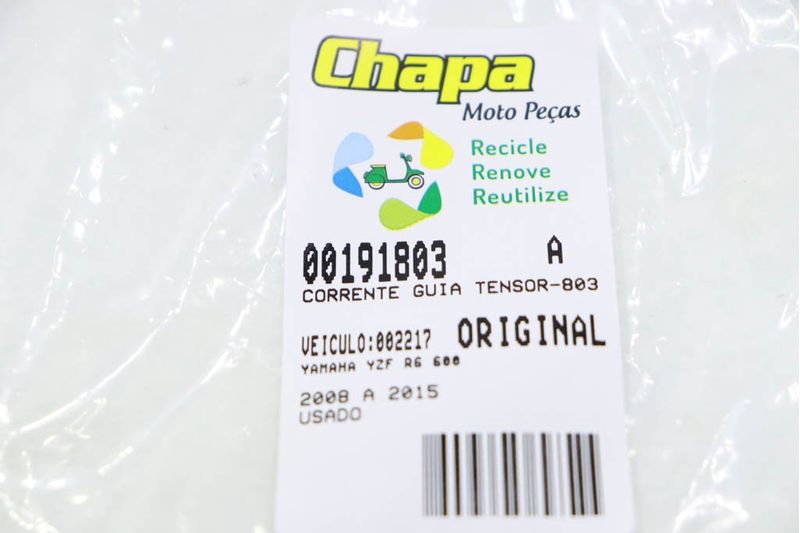 Chapa
Moto Peças
Recicle
Renove
Reutilize
00191803 A
CORRENTE GUIA TENSOR-803
VEICULO:002217 ORIGINAL
YAMAHA YZF R6 600
2008 A 2015
USADO